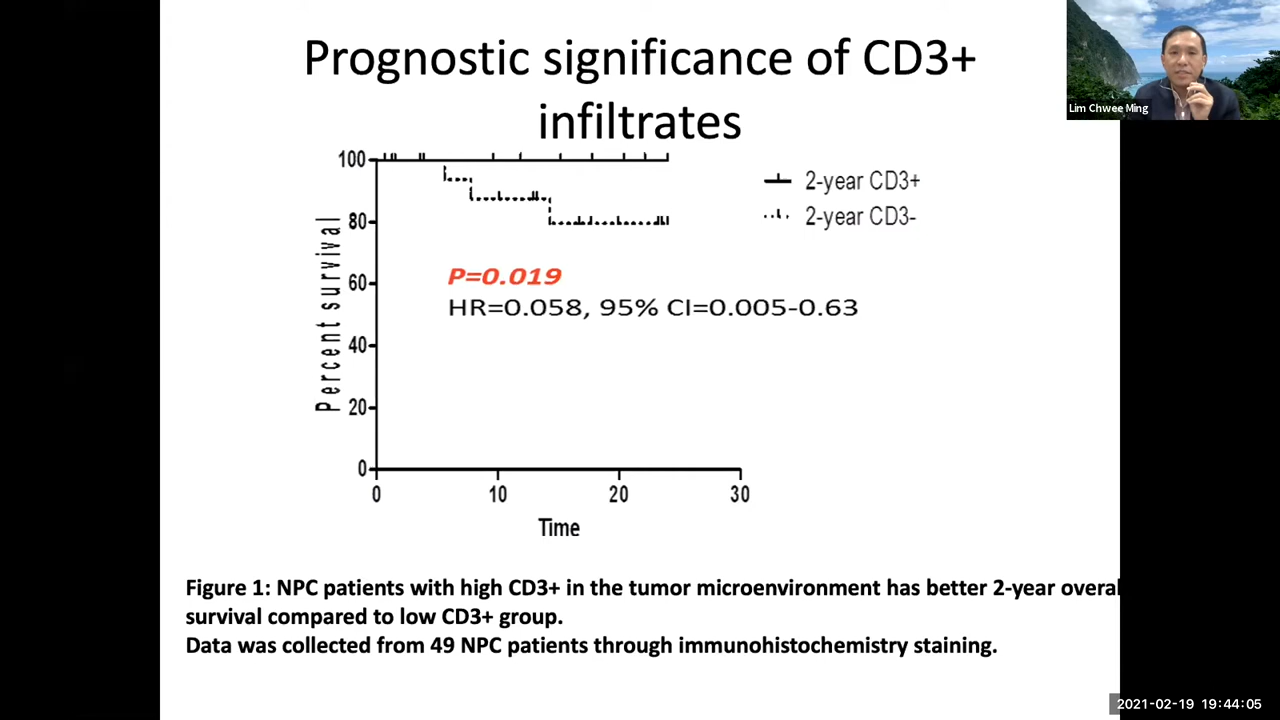 Prognostic significance of CD3+
infiltrates
Lim Chwee Ming
100
80
60
40
20
0
Percent survival
0 10 20 30
Time
2-year CD3+
2-year CD3-
P=0.019
HR=0.058, 95% CI=0.005-0.63
Figure 1: NPC patients with high CD3+ in the tumor microenvironment has better 2-year overal
survival compared to low CD3+ group.
Data was collected from 49 NPC patients through immunohistochemistry staining.
2021-02-19 19:44:05